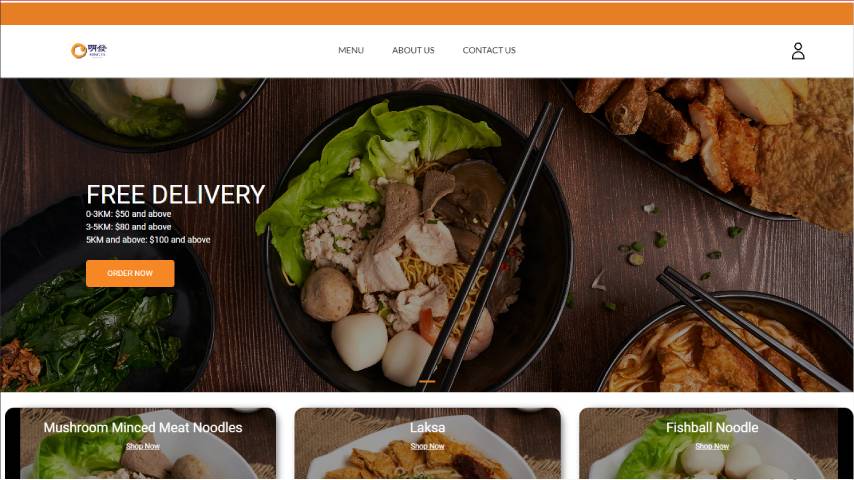 明發
MENU
ABOUT US
CONTACT US
FREE DELIVERY
0-3KM: $50 and above
3-5KM: $80 and above
5KM and above: $100 and above
ORDER NOW
Mushroom Minced Meat Noodles
Shop Now
Laksa
Shop Now
Fishball Noodle
Shop Now